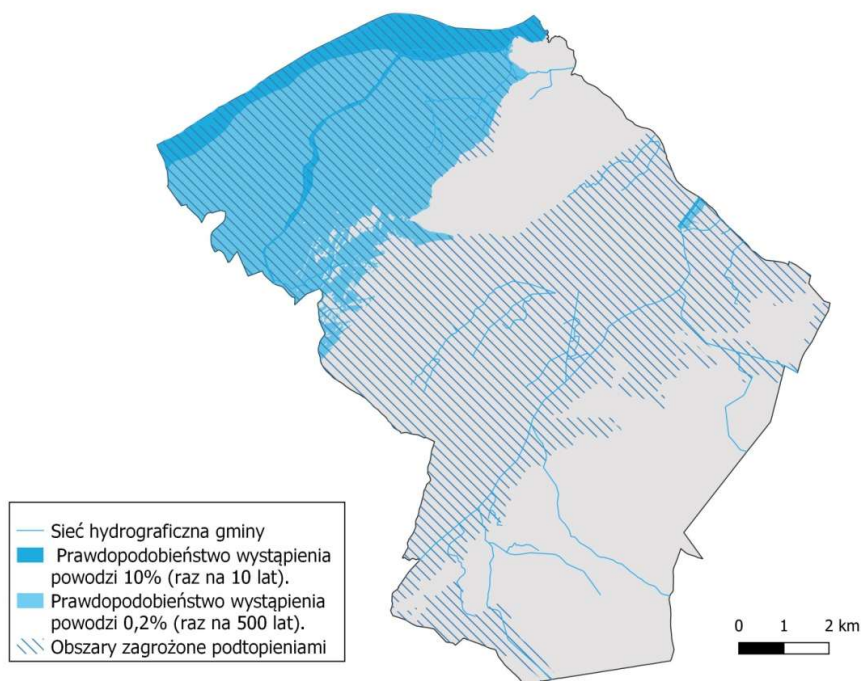 Sieć hydrograficzna gminy
Prawdopodobieństwo wystąpienia
powodzi 10% (raz na 10 lat).
Prawdopodobieństwo wystąpienia
powodzi 0,2% (raz na 500 lat).
Obszary zagrożone podtopieniami
0 1 2 km